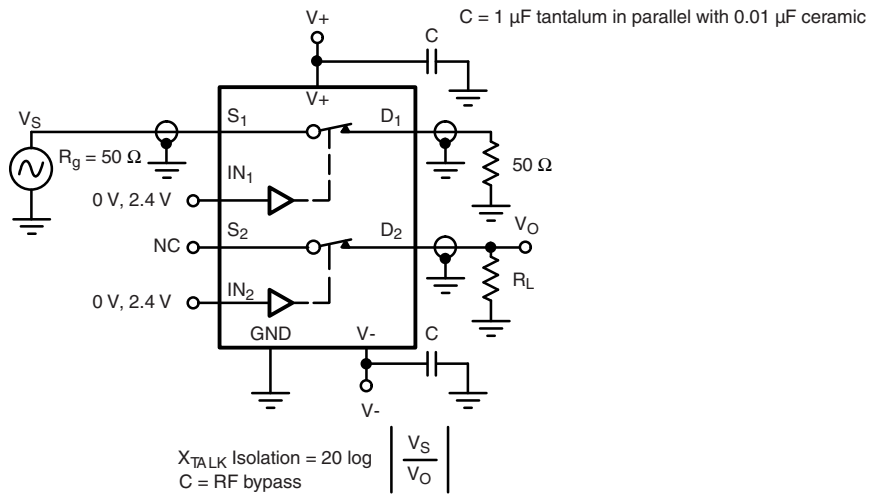 V+
C = 1 μF tantalum in parallel with 0.01 μF ceramic
C
V+
VS
S1
D1
Rg = 50 Ω
50 Ω
IN1
0 V, 2.4 V
S2
D2
VO
NC
RL
IN2
0 V, 2.4 V
GND
V-
C
V-
XTALK Isolation = 20 log | VS / VO |
C = RF bypass